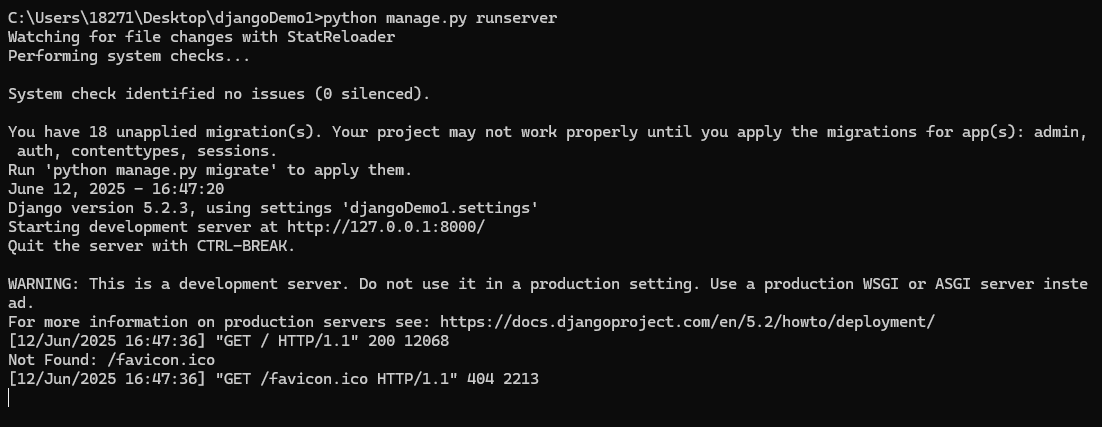 C:\Users\18271\Desktop\djangoDemo1>python manage.py runserver
Watching for file changes with StatReloader
Performing system checks...
System check identified no issues (0 silenced).
You have 18 unapplied migration(s). Your project may not work properly until you apply the migrations for app(s): admin,
 auth, contenttypes, sessions.
Run 'python manage.py migrate' to apply them.
June 12, 2025 - 16:47:20
Django version 5.2.3, using settings 'djangoDemo1.settings'
Starting development server at http://127.0.0.1:8000/
Quit the server with CTRL-BREAK.
WARNING: This is a development server. Do not use it in a production setting. Use a production WSGI or ASGI server inste
ad.
For more information on production servers see: https://docs.djangoproject.com/en/5.2/howto/deployment/
[12/Jun/2025 16:47:36] "GET / HTTP/1.1" 200 12068
Not Found: /favicon.ico
[12/Jun/2025 16:47:36] "GET /favicon.ico HTTP/1.1" 404 2213